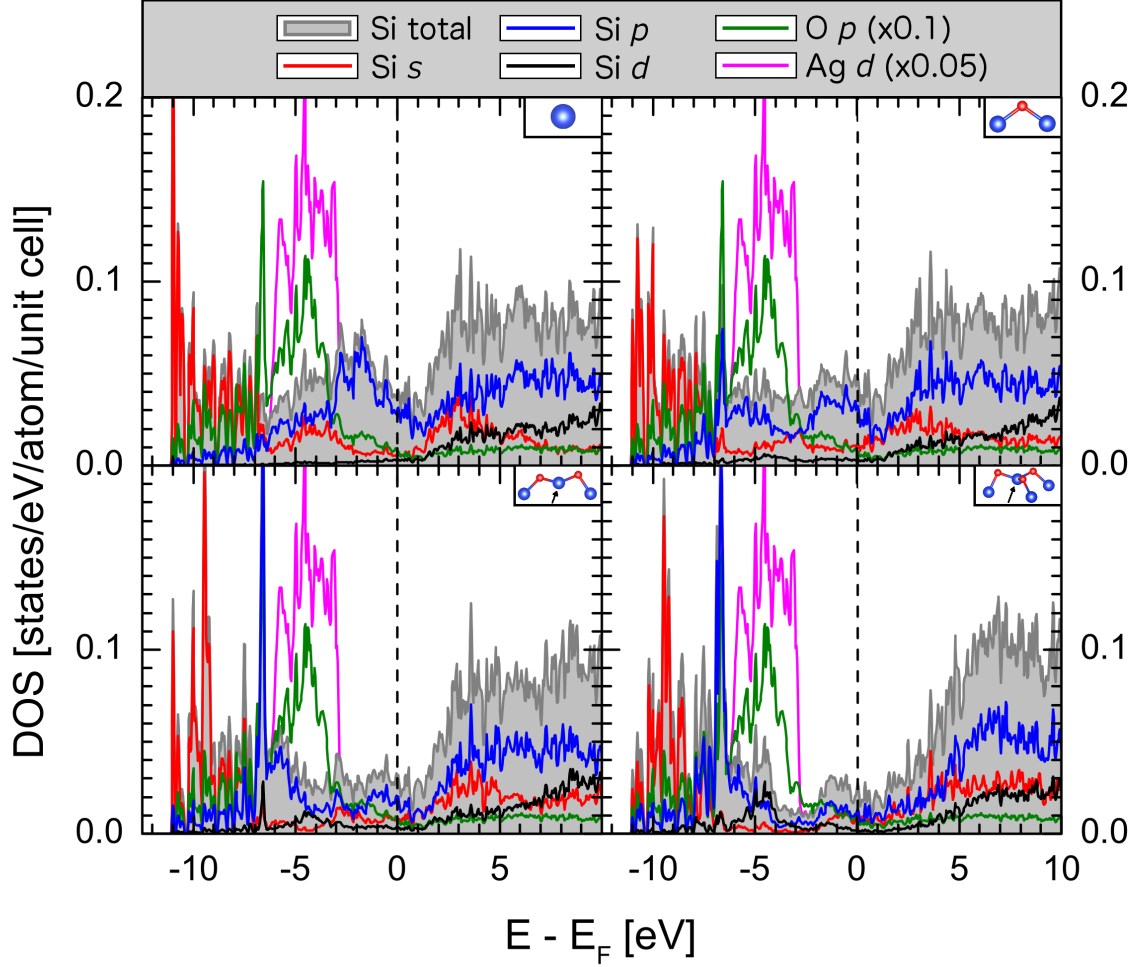 Si total Si p O p (x0.1)
Si s Si d Ag d (x0.05)
0.2 0.2
0.1 0.1
0.0 0.0
0.1 0.1
0.0 0.0
-10 -5 0 5 -10 -5 0 5 10
DOS [states/eV/atom/unit cell]
E - E_F [eV]